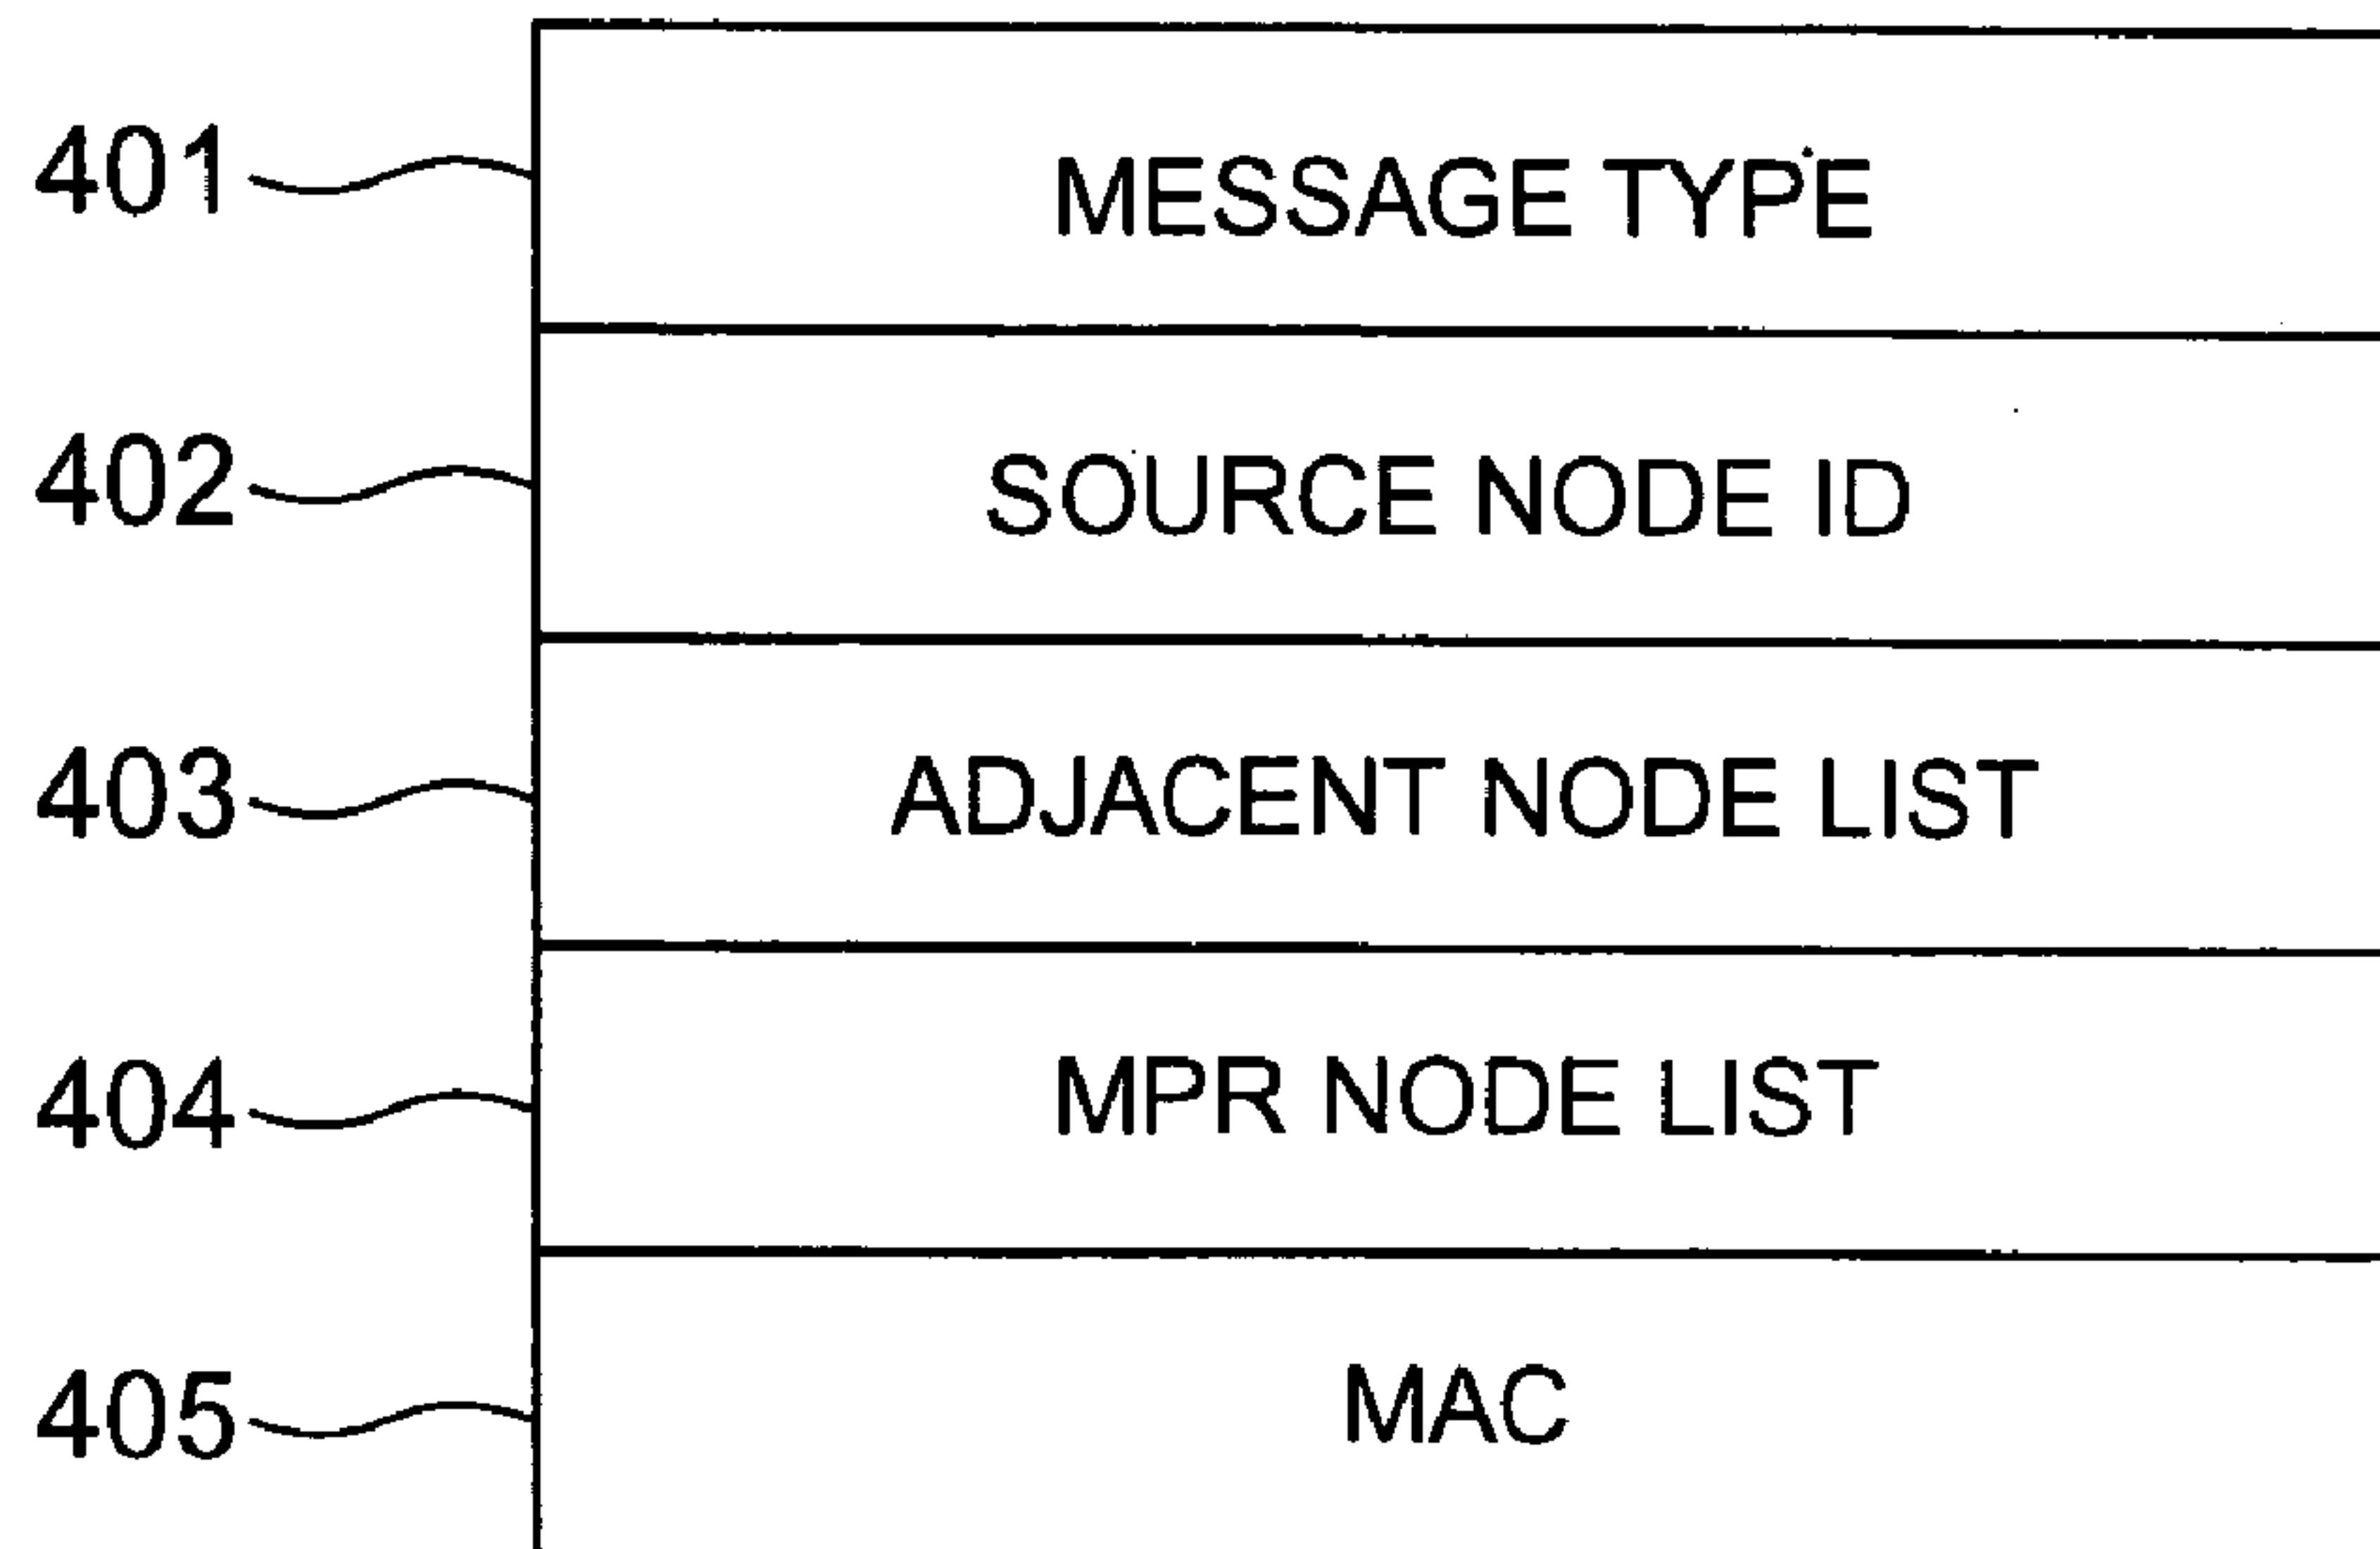 401 MESSAGE TYPE
402 SOURCE NODE ID
403 ADJACENT NODE LIST
404 MPR NODE LIST
405 MAC